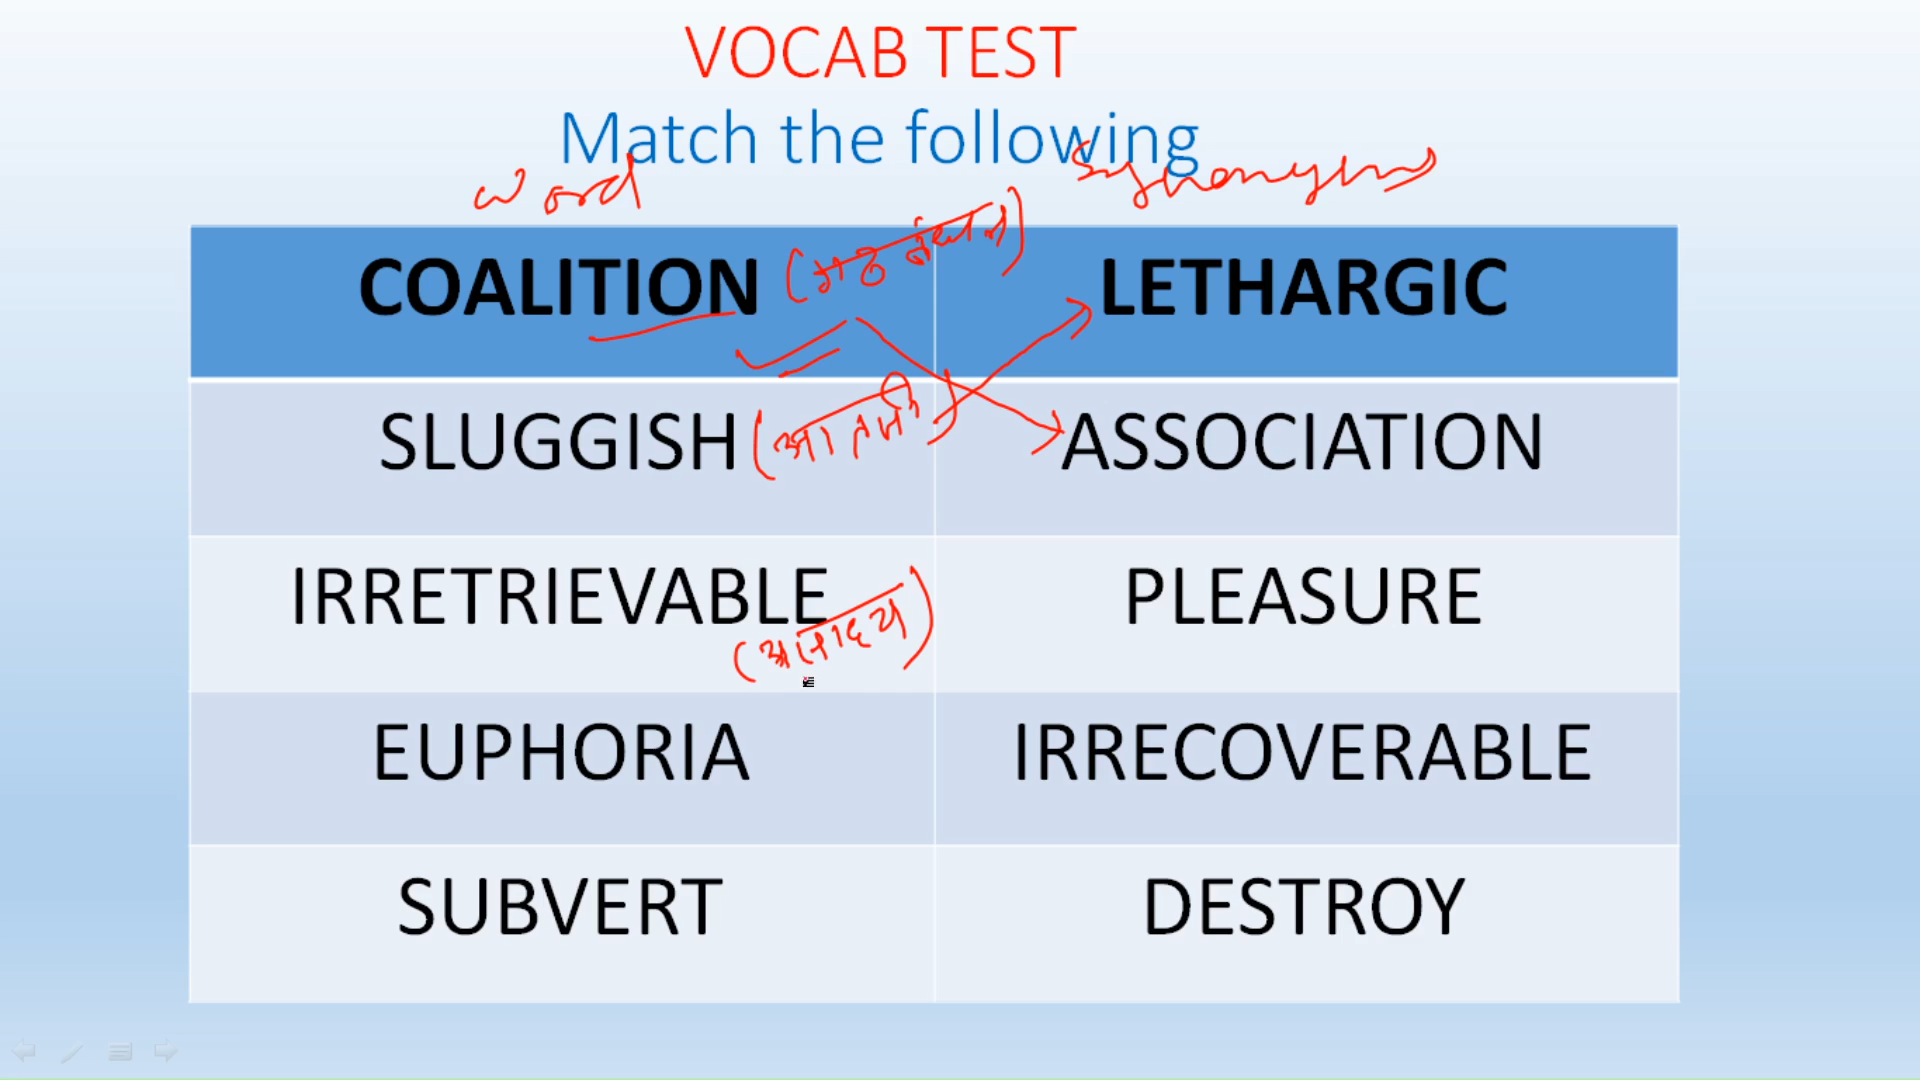 VOCAB TEST
Match the following
word
synonyms
COALITION (गठबंधन)
LETHARGIC
SLUGGISH (आलसी)
ASSOCIATION
IRRETRIEVABLE
PLEASURE
EUPHORIA
IRRECOVERABLE
SUBVERT
DESTROY